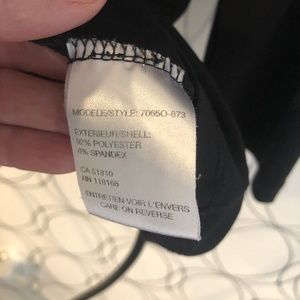 MODELE/STYLE: 7065O-873
EXTERIEUR/SHELL:
92% POLYESTER
8% SPANDEX
CA 51810
RN 119166
ENTRETIEN VOIR L'ENVERS
CARE ON REVERSE